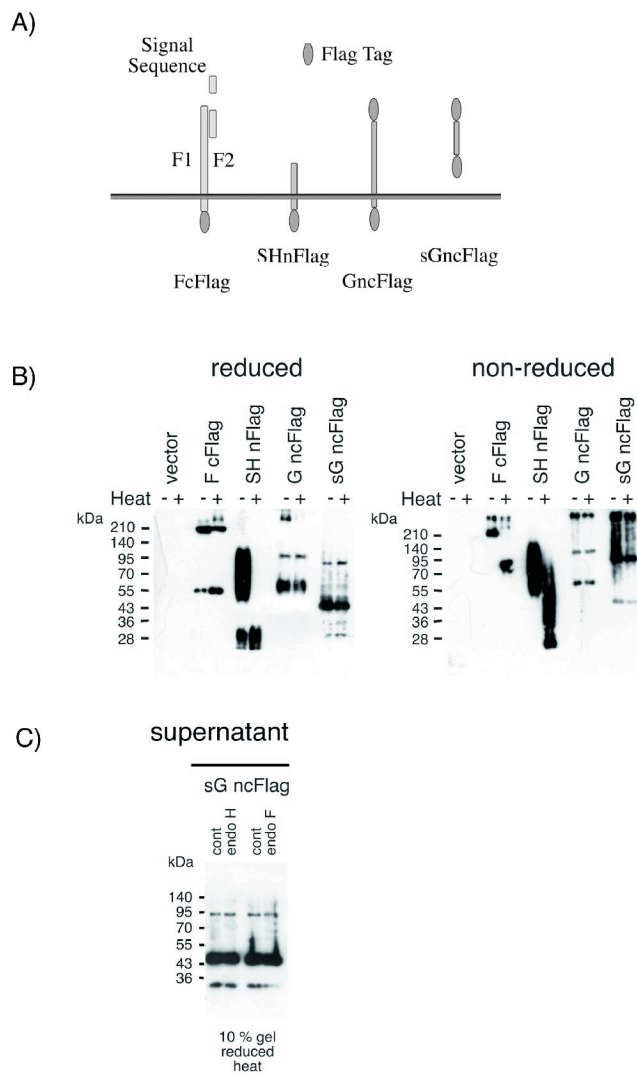 A)
Signal
Sequence
Flag Tag
F1
F2
SHnFlag
sGncFlag
FcFlag
GncFlag
B)
reduced
non-reduced
vector
F cFlag
SH nFlag
G ncFlag
sG ncFlag
vector
F cFlag
SH nFlag
G ncFlag
sG ncFlag
Heat - + - + - + - + - +
Heat - + - + - + - + - +
kDa
210
140
95
70
55
43
36
28
kDa
210
140
95
70
55
43
36
28
C)
supernatant
sG ncFlag
cont
endo H
cont
endo F
kDa
140
95
70
55
43
36
10 % gel
reduced
heat